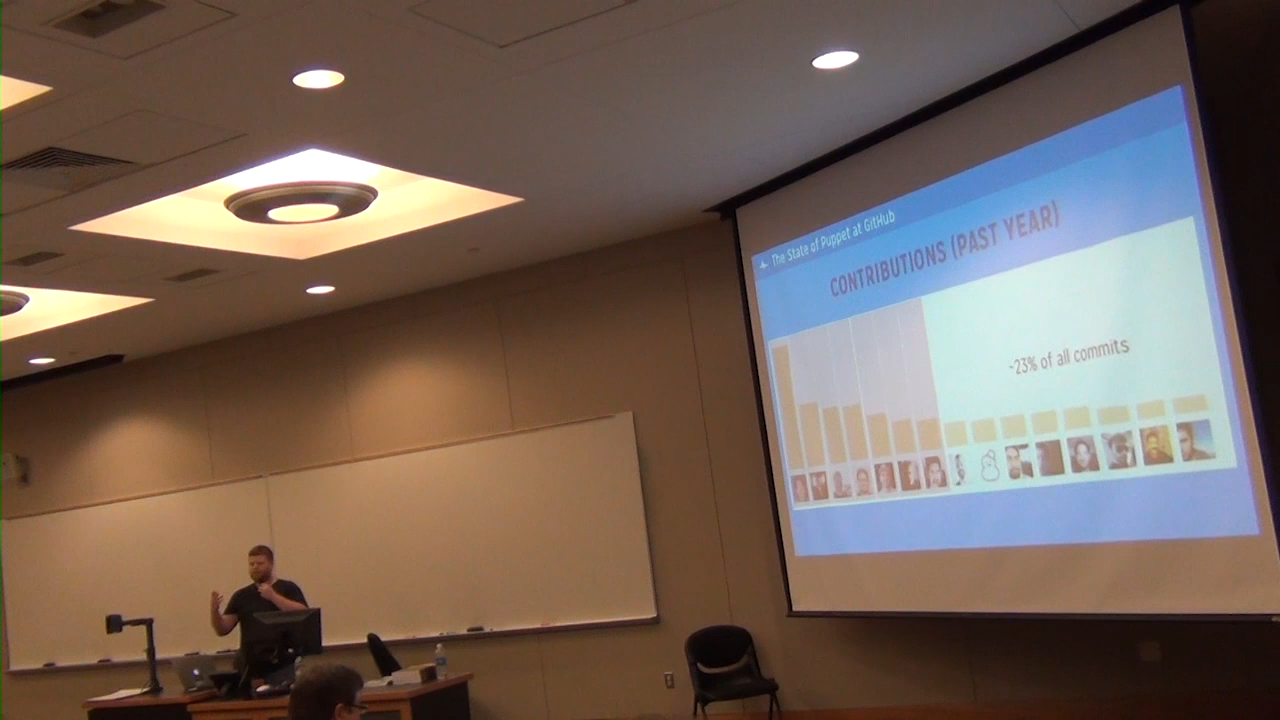 The State of Puppet at GitHub
CONTRIBUTIONS (PAST YEAR)
~23% of all commits